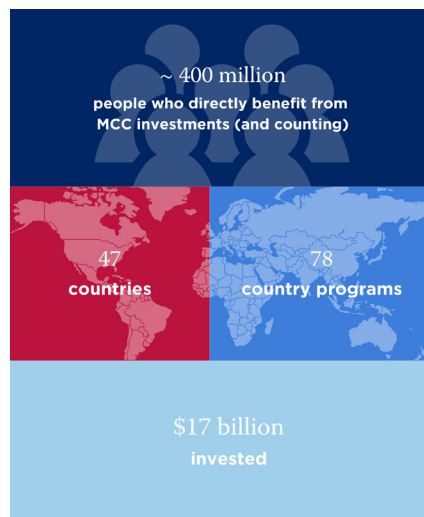 ~ 400 million
people who directly benefit from
MCC investments (and counting)
47
countries
78
country programs
$17 billion
invested